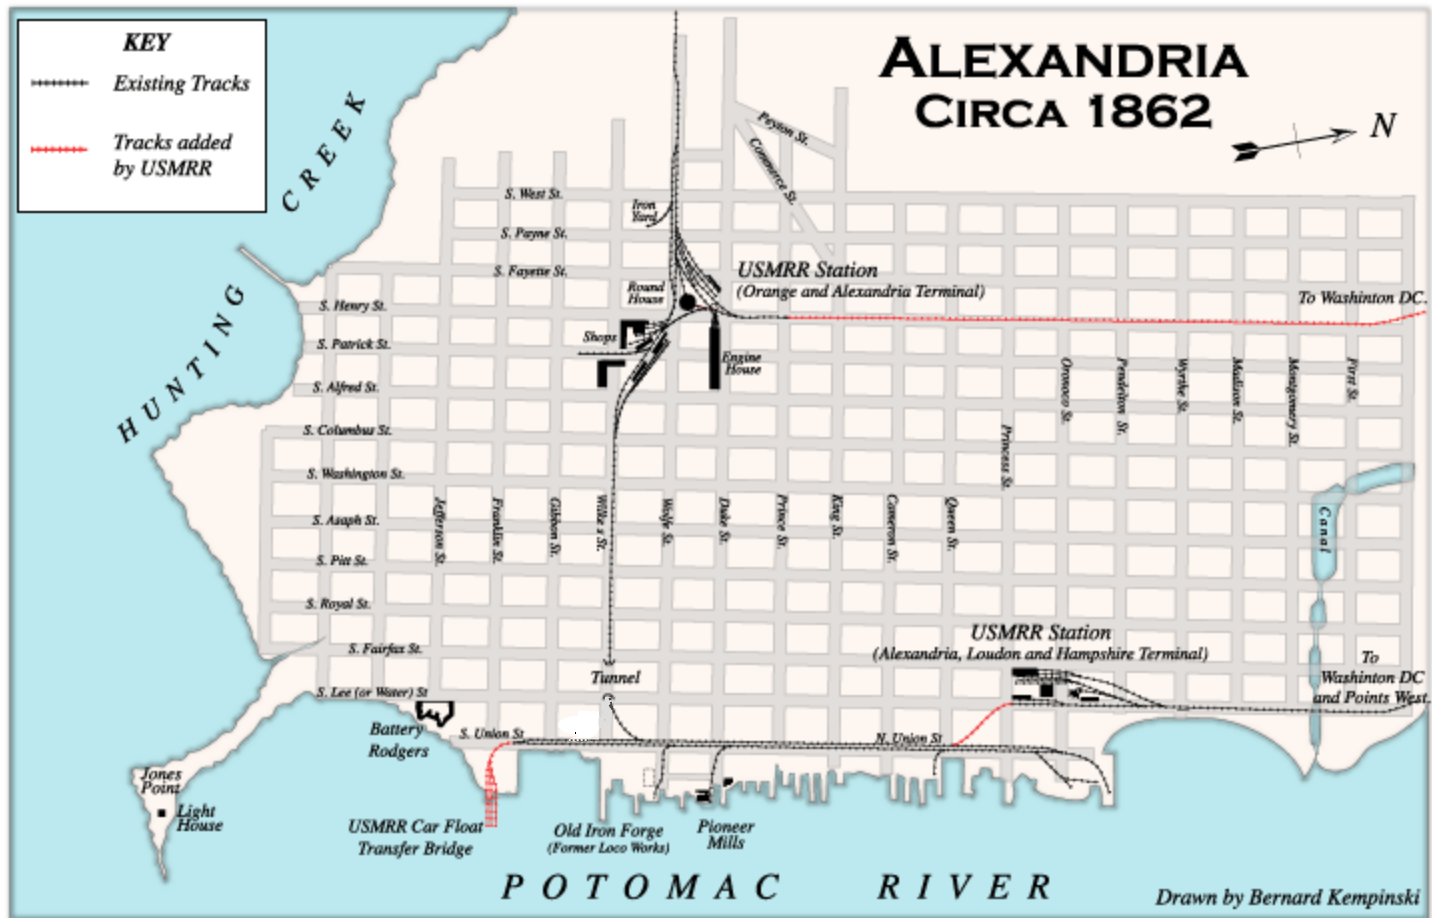 KEY
Existing Tracks
Tracks added
by USMRR
ALEXANDRIA
CIRCA 1862
N
HUNTING CREEK
Peyton St.
Commerce St.
S. West St.
Iron
Yard
S. Payne St.
S. Fayette St.
USMRR Station
(Orange and Alexandria Terminal)
Round
House
To Washinton DC.
S. Henry St.
Shops
S. Patrick St.
Engine
House
S. Alfred St.
S. Columbus St.
S. Washington St.
S. Asaph St.
S. Pitt St.
S. Royal St.
S. Fairfax St.
S. Lee (or Water) St
Jefferson St.
Franklin St.
Gibbon St.
Wilke s St.
Wolfe St.
Duke St.
Prince St.
King St.
Cameron St.
Queen St.
Princess St.
Oronoco St.
Pendelton St.
Wythe St.
Madison St.
Montgomery St.
First St.
Canal
USMRR Station
(Alexandria, Loudon and Hampshire Terminal)
To
Washinton DC
and Points West.
Tunnel
Battery
Rodgers
S. Union St
N. Union St
Jones
Point
Light
House
USMRR Car Float
Transfer Bridge
Old Iron Forge
(Former Loco Works)
Pioneer
Mills
POTOMAC RIVER
Drawn by Bernard Kempinski